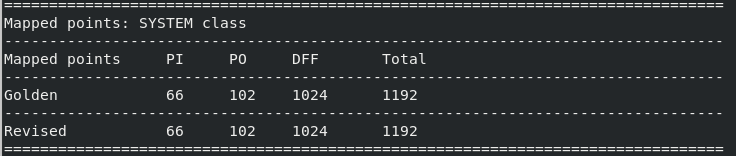 ================================================================================
Mapped points: SYSTEM class
--------------------------------------------------------------------------------
Mapped points     PI     PO     DFF       Total
--------------------------------------------------------------------------------
Golden            66     102    1024      1192
--------------------------------------------------------------------------------
Revised           66     102    1024      1192
================================================================================